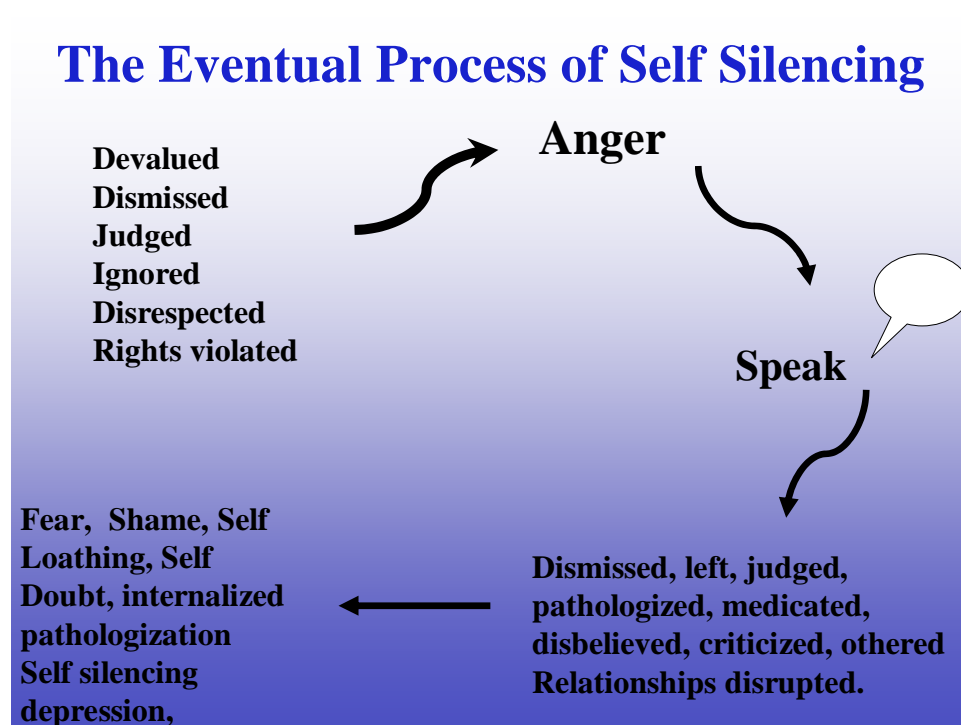 The Eventual Process of Self Silencing
Devalued
Dismissed
Judged
Ignored
Disrespected
Rights violated
Anger
Speak
Dismissed, left, judged,
pathologized, medicated,
disbelieved, criticized, othered
Relationships disrupted.
Fear, Shame, Self
Loathing, Self
Doubt, internalized
pathologization
Self silencing
depression,